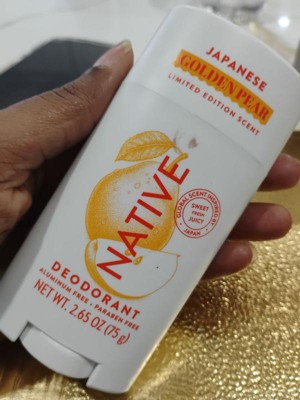 JAPANESE
GOLDEN PEAR
LIMITED EDITION SCENT
NATIVE
GLOBAL SCENT INSPIRED BY
SWEET
FRESH
JUICY
JAPAN
DEODORANT
ALUMINUM FREE • PARABEN FREE
NET WT. 2.65 OZ (75 g)